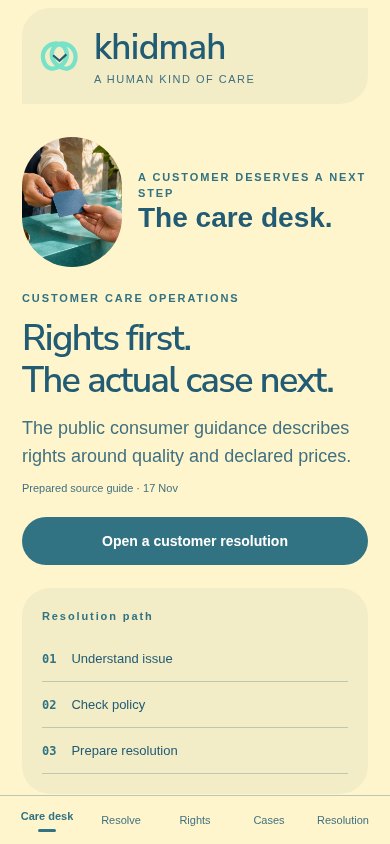 khidmah
A HUMAN KIND OF CARE
A CUSTOMER DESERVES A NEXT
STEP
The care desk.
CUSTOMER CARE OPERATIONS
Rights first.
The actual case next.
The public consumer guidance describes
rights around quality and declared prices.
Prepared source guide · 17 Nov
Open a customer resolution
Resolution path
01 Understand issue
02 Check policy
03 Prepare resolution
Care desk Resolve Rights Cases Resolution